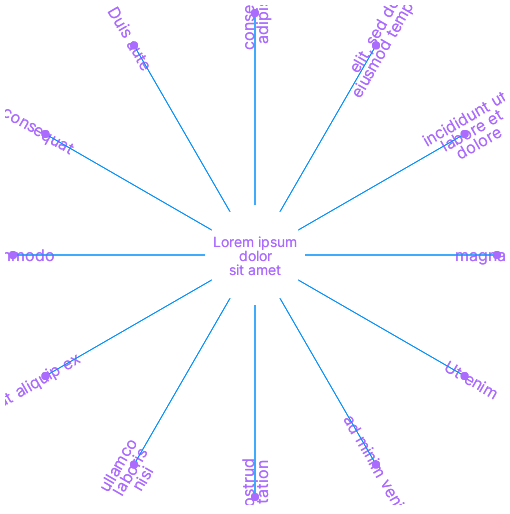 Lorem ipsum
dolor
sit amet
conse
adipi
elit, sed do
eiusmod temp
incididunt ut
labore et
dolore
magna
Ut enim
ad minim veni
ostrud
tation
ullamco
laboris
nisi
ut aliquip ex
modo
consequat
Duis aute